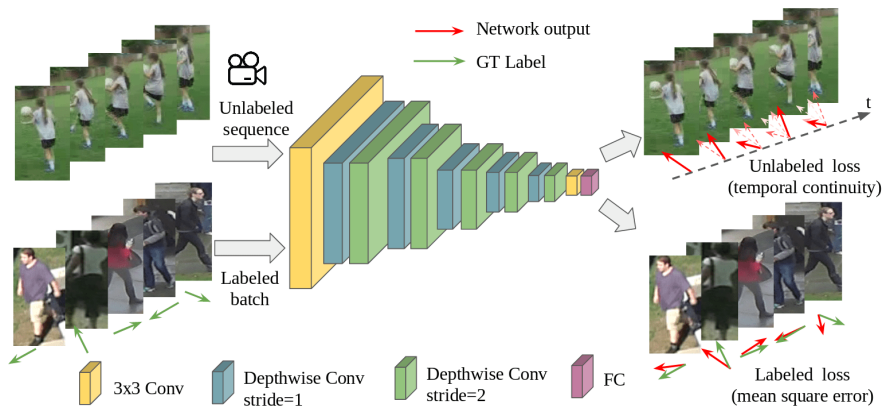 Network output
GT Label
Unlabeled
sequence
t
Unlabeled loss
(temporal continuity)
Labeled
batch
3x3 Conv
Depthwise Conv
stride=1
Depthwise Conv
stride=2
FC
Labeled loss
(mean square error)